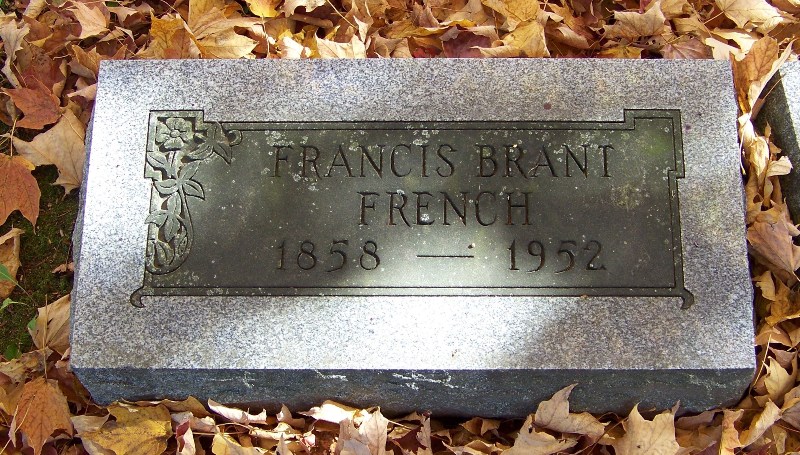 FRANCIS BRANT
FRENCH
1858 — 1952